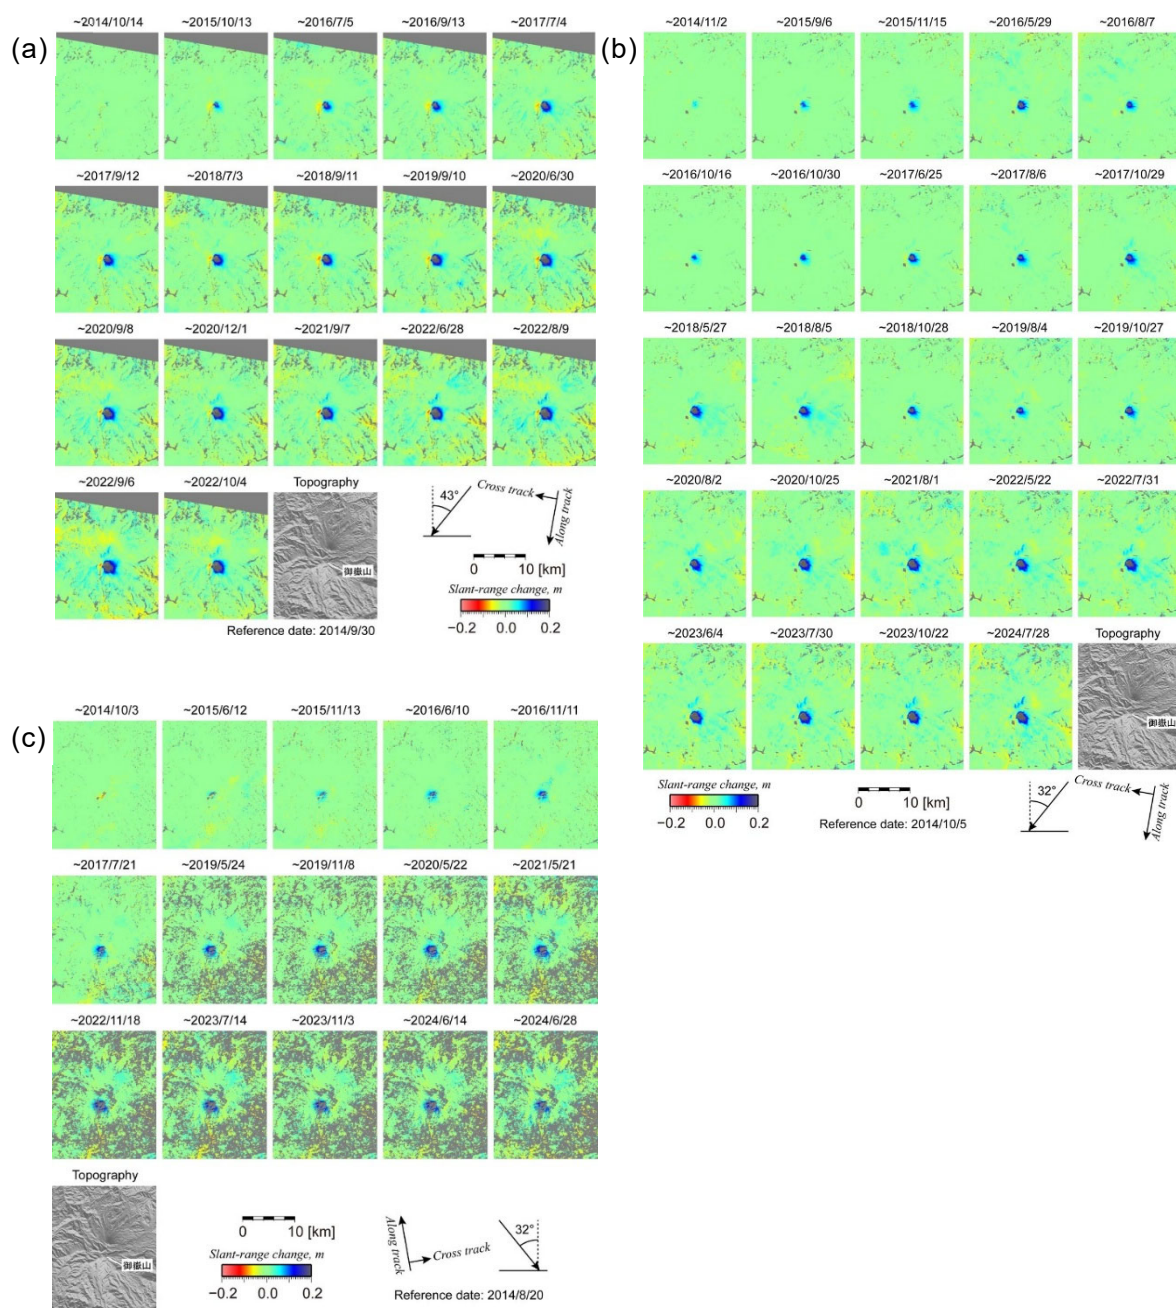 (a)
~2014/10/14 ~2015/10/13 ~2016/7/5 ~2016/9/13 ~2017/7/4
~2017/9/12 ~2018/7/3 ~2018/9/11 ~2019/9/10 ~2020/6/30
~2020/9/8 ~2020/12/1 ~2021/9/7 ~2022/6/28 ~2022/8/9
~2022/9/6 ~2022/10/4 Topography
御嶽山
43°
Cross track
Along track
0 10 [km]
Slant-range change, m
−0.2 0.0 0.2
Reference date: 2014/9/30
(b)
~2014/11/2 ~2015/9/6 ~2015/11/15 ~2016/5/29 ~2016/8/7
~2016/10/16 ~2016/10/30 ~2017/6/25 ~2017/8/6 ~2017/10/29
~2018/5/27 ~2018/8/5 ~2018/10/28 ~2019/8/4 ~2019/10/27
~2020/8/2 ~2020/10/25 ~2021/8/1 ~2022/5/22 ~2022/7/31
~2023/6/4 ~2023/7/30 ~2023/10/22 ~2024/7/28 Topography
御嶽山
Slant-range change, m
−0.2 0.0 0.2
0 10 [km]
Reference date: 2014/10/5
32°
Cross track
Along track
(c)
~2014/10/3 ~2015/6/12 ~2015/11/13 ~2016/6/10 ~2016/11/11
~2017/7/21 ~2019/5/24 ~2019/11/8 ~2020/5/22 ~2021/5/21
~2022/11/18 ~2023/7/14 ~2023/11/3 ~2024/6/14 ~2024/6/28
Topography
御嶽山
0 10 [km]
Slant-range change, m
−0.2 0.0 0.2
Along track
Cross track
32°
Reference date: 2014/8/20